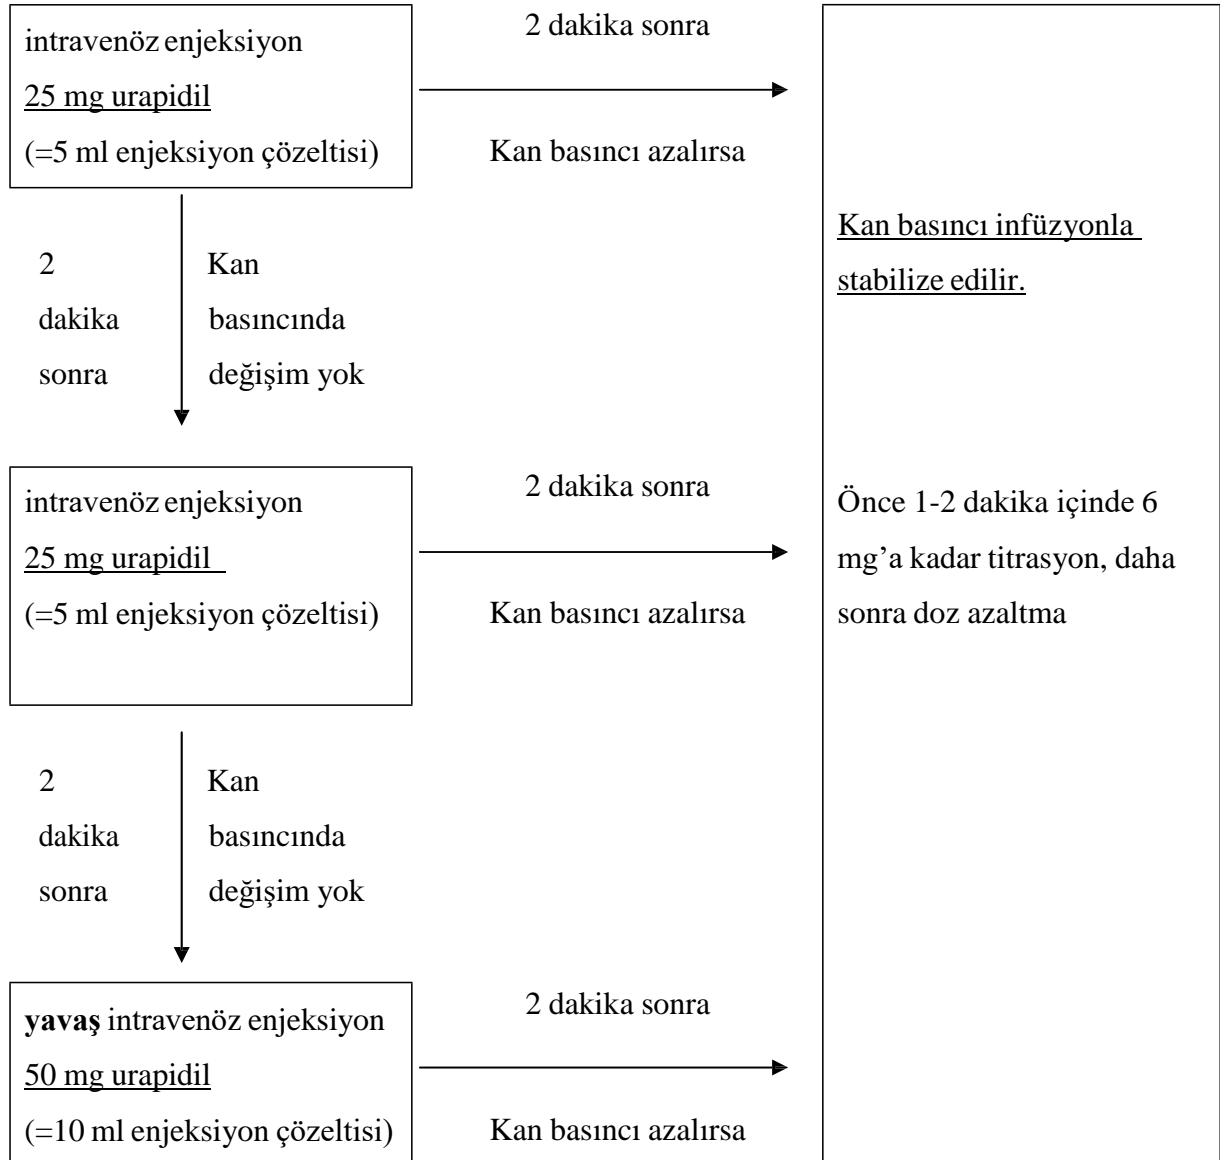 intravenöz enjeksiyon
25 mg urapidil
(=5 ml enjeksiyon çözeltisi)
2 dakika sonra
Kan basıncı azalırsa
2
dakika
sonra
Kan
basıncında
değişim yok
intravenöz enjeksiyon
25 mg urapidil
(=5 ml enjeksiyon çözeltisi)
2 dakika sonra
Kan basıncı azalırsa
2
dakika
sonra
Kan
basıncında
değişim yok
yavaş intravenöz enjeksiyon
50 mg urapidil
(=10 ml enjeksiyon çözeltisi)
2 dakika sonra
Kan basıncı azalırsa
Kan basıncı infüzyonla
stabilize edilir.
Önce 1-2 dakika içinde 6
mg’a kadar titrasyon, daha
sonra doz azaltma